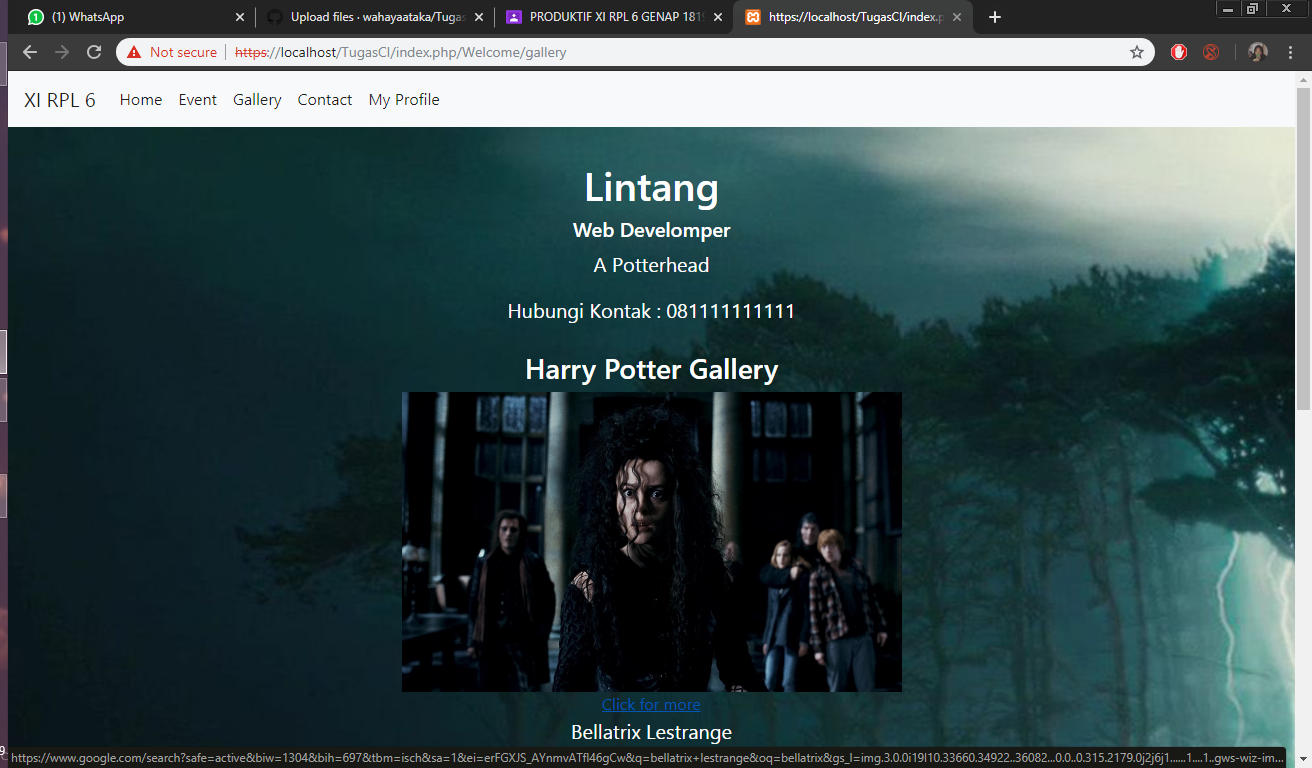 (1) WhatsApp
Upload files · wahayaataka/Tugas
PRODUKTIF XI RPL 6 GENAP 1819
https://localhost/TugasCI/index.p
Not secure | https://localhost/TugasCI/index.php/Welcome/gallery
XI RPL 6 Home Event Gallery Contact My Profile
Lintang
Web Develomper
A Potterhead
Hubungi Kontak : 081111111111
Harry Potter Gallery
Click for more
Bellatrix Lestrange
https://www.google.com/search?safe=active&biw=1304&bih=697&tbm=isch&sa=1&ei=erFGXJS_AYnmvATfl46gCw&q=bellatrix+lestrange&oq=bellatrix&gs_l=img.3.0.0i19l10.33660.34922..36082...0.0..0.315.2179.0j2j6j1......1....1..gws-wiz-im...